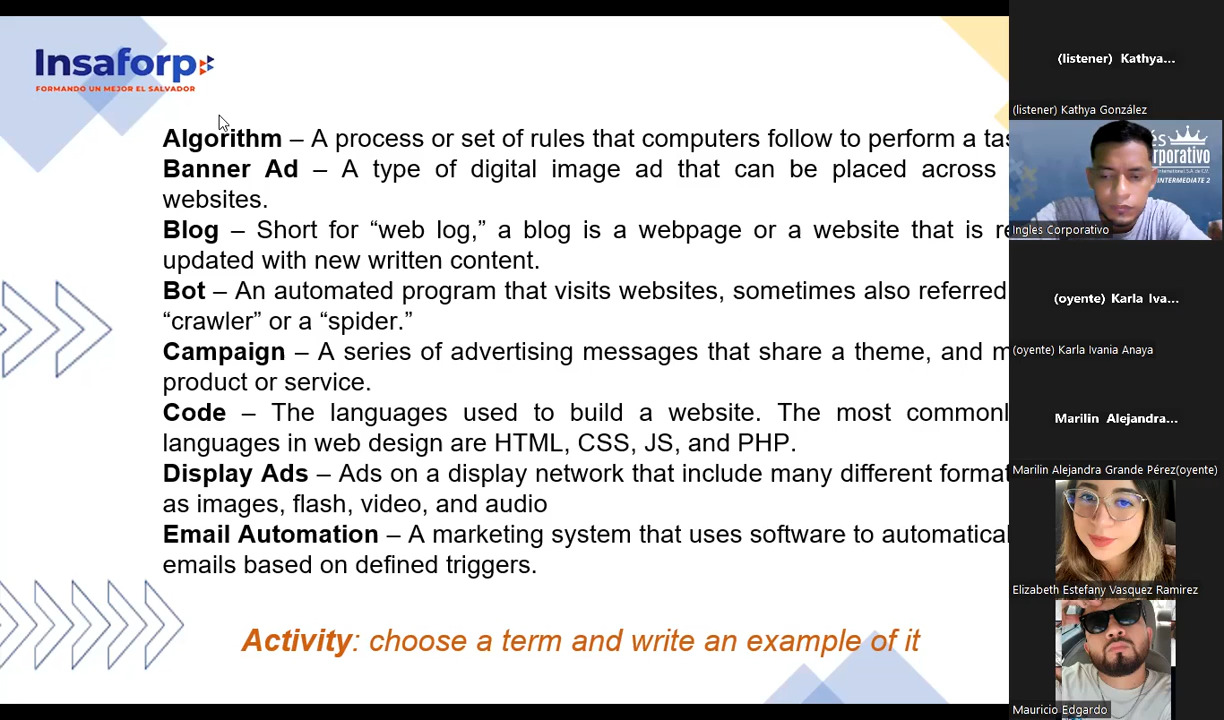 Insaforp
FORMANDO UN MEJOR EL SALVADOR
Algorithm – A process or set of rules that computers follow to perform a
Banner Ad – A type of digital image ad that can be placed across
websites.
Blog – Short for “web log,” a blog is a webpage or a website that is
updated with new written content.
Bot – An automated program that visits websites, sometimes also referred
“crawler” or a “spider.”
Campaign – A series of advertising messages that share a theme, and
product or service.
Code – The languages used to build a website. The most commonl
languages in web design are HTML, CSS, JS, and PHP.
Display Ads – Ads on a display network that include many different
as images, flash, video, and audio
Email Automation – A marketing system that uses software to
emails based on defined triggers.
Activity: choose a term and write an example of it
(listener) Kathya...
(listener) Kathya González
INTERMEDIATE 2
Ingles Corporativo
(oyente) Karla Iva...
(oyente) Karla Ivania Anaya
Marilin Alejandra...
Marilin Alejandra Grande Pérez(oyente)
Elizabeth Estefany Vasquez Ramirez
Mauricio Edgardo